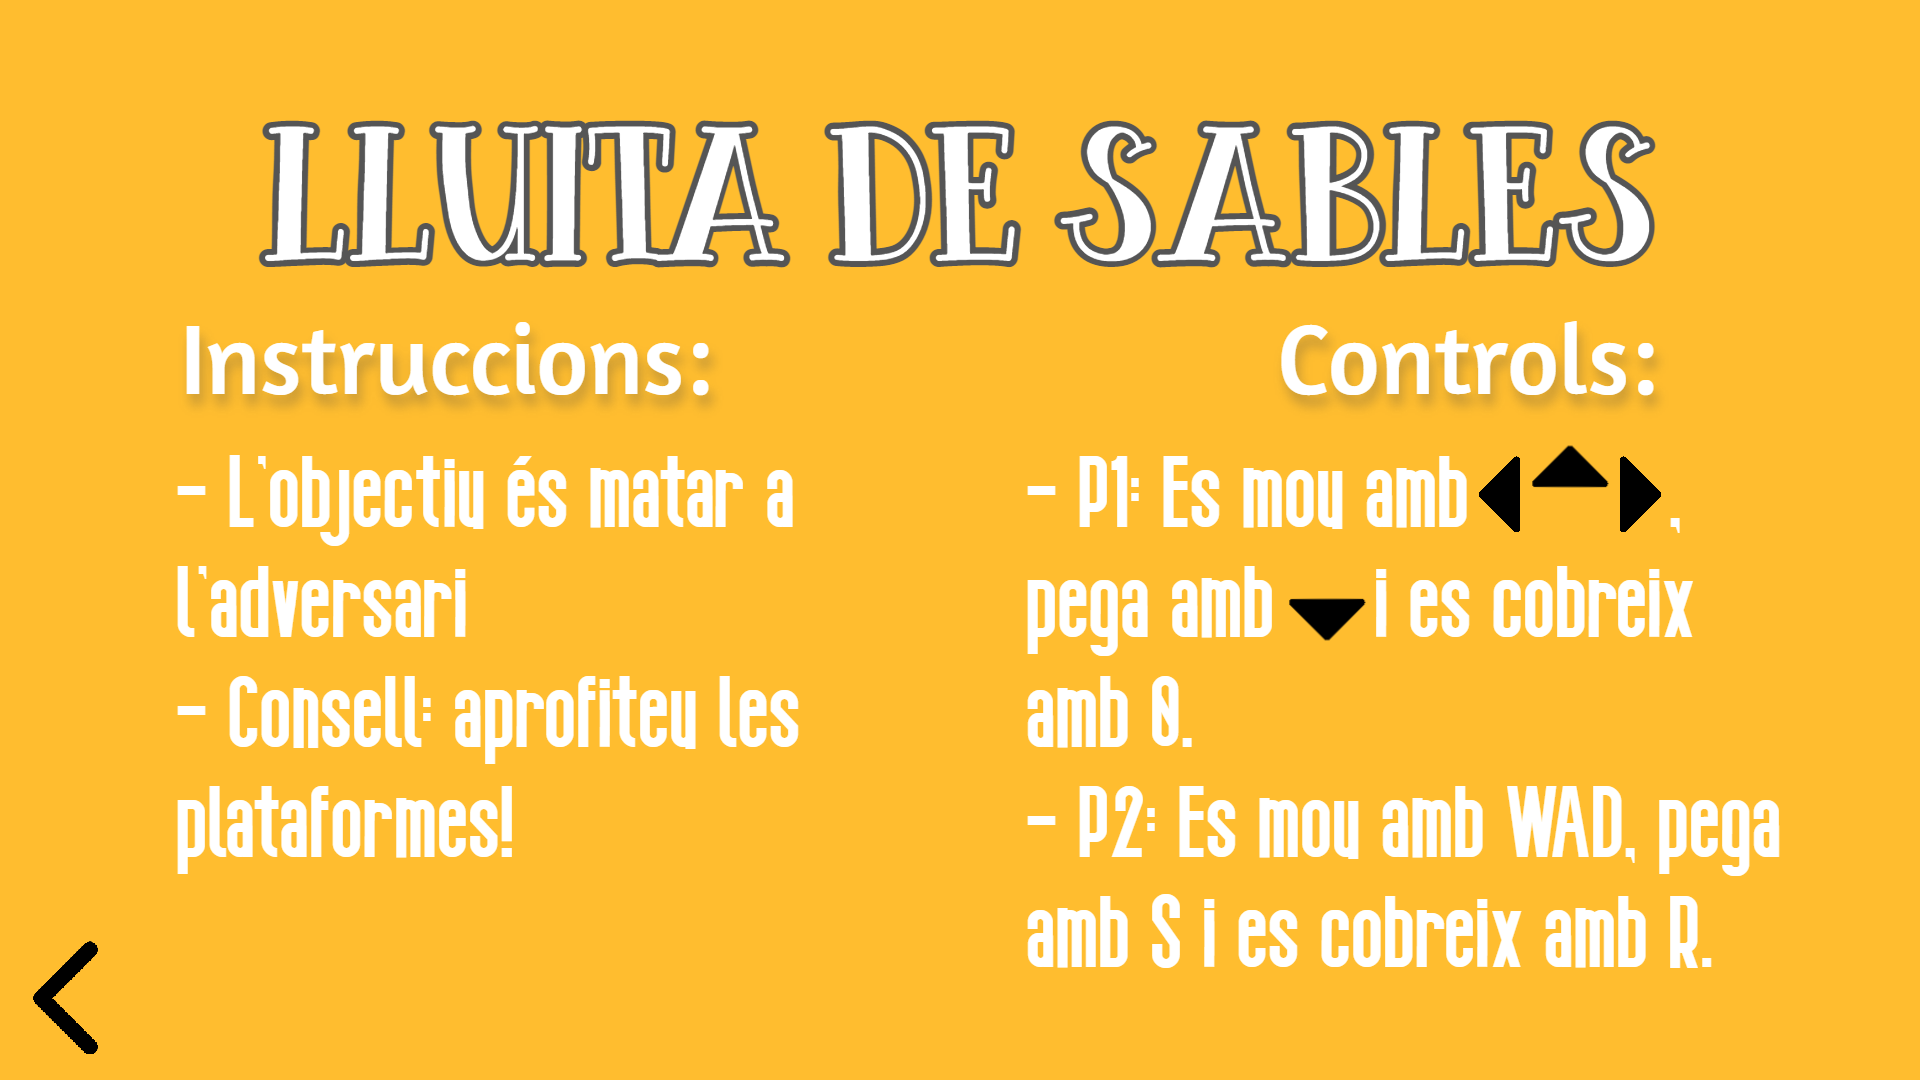 LLUITA DE SABLES
Instruccions:
- L'objectiu és matar a
l'adversari
- Consell: aprofiteu les
plataformes!
Controls:
- P1: Es mou amb ◀ ▲ ▶,
pega amb ▼ i es cobreix
amb 0.
- P2: Es mou amb WAD, pega
amb S i es cobreix amb R.